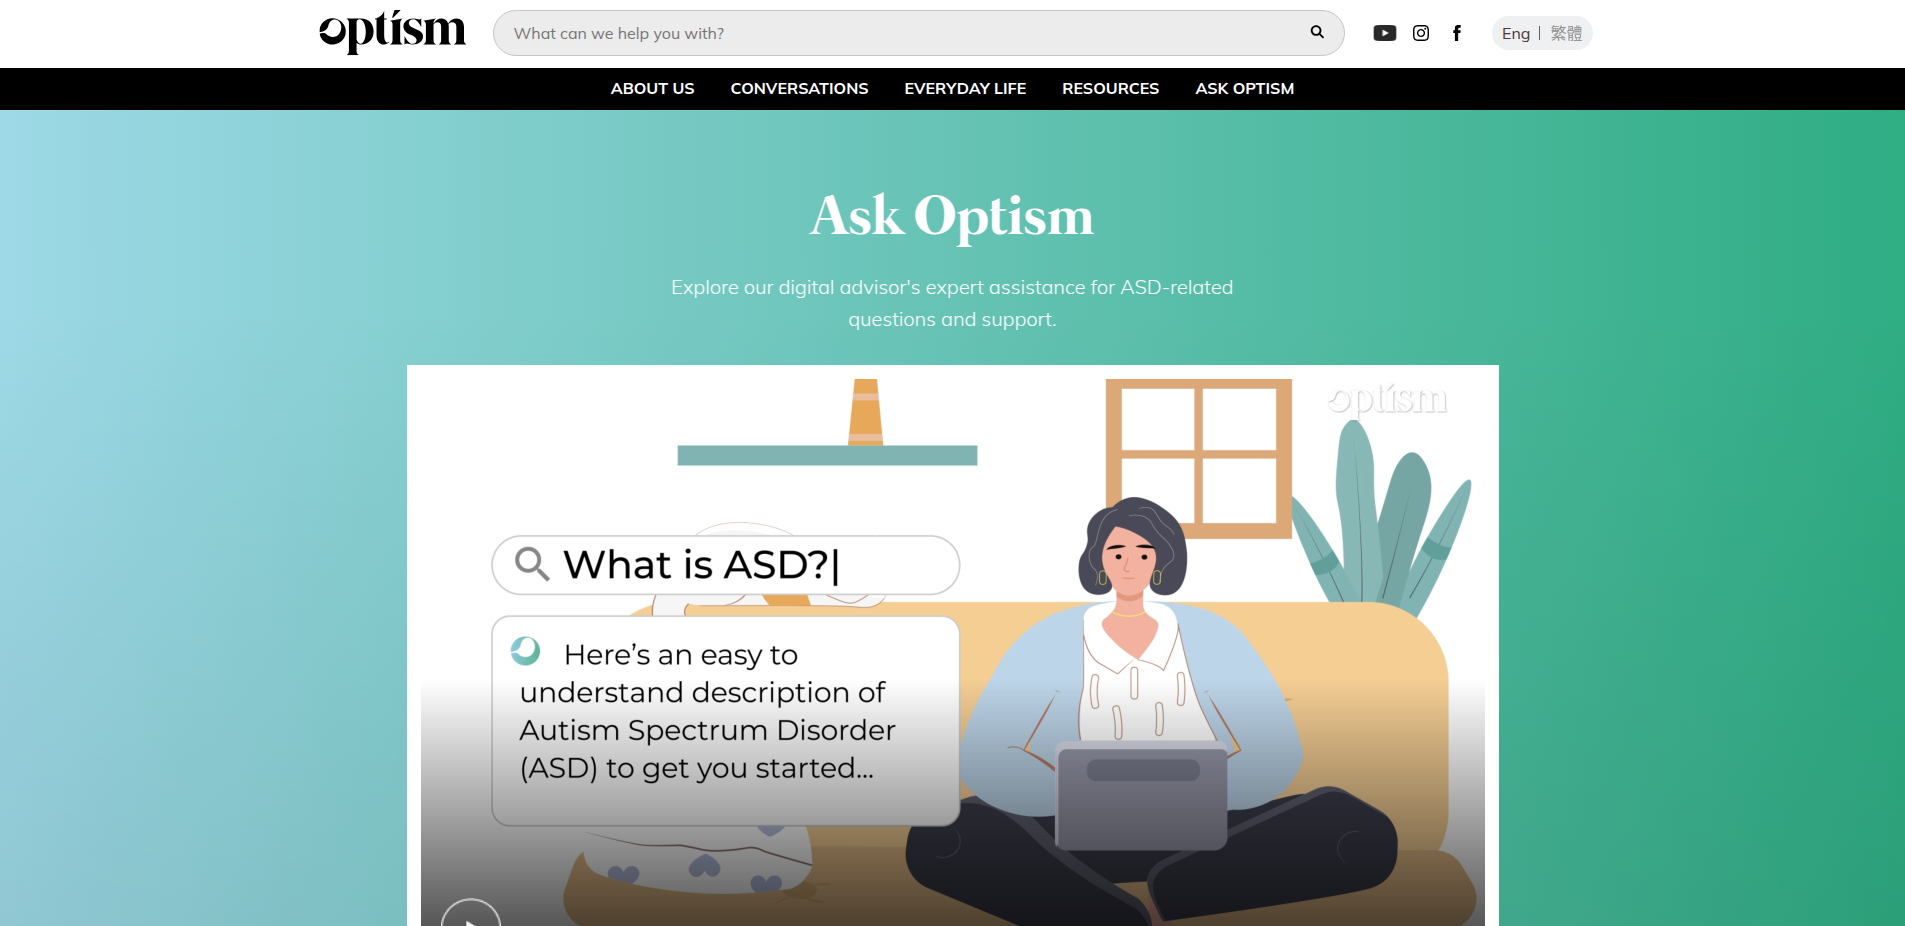 optísm
What can we help you with?
Eng | 繁體
ABOUT US CONVERSATIONS EVERYDAY LIFE RESOURCES ASK OPTISM
Ask Optism
Explore our digital advisor's expert assistance for ASD-related
questions and support.
optísm
What is ASD?|
Here’s an easy to
understand description of
Autism Spectrum Disorder
(ASD) to get you started...